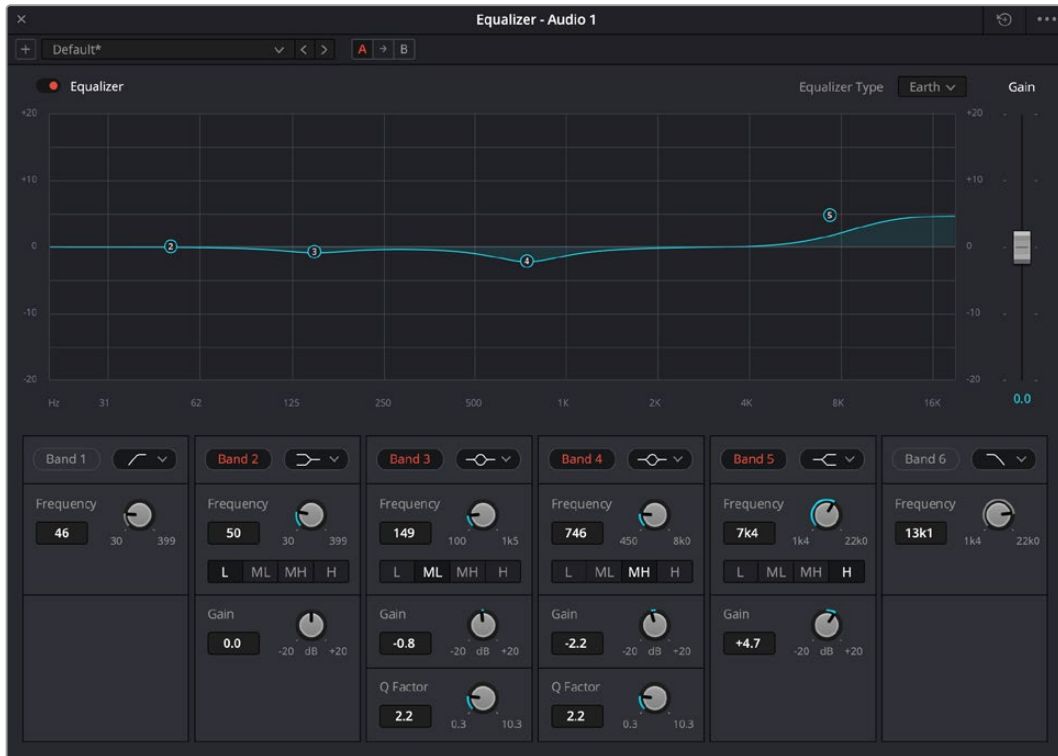 Equalizer - Audio 1
Default*
A B
Equalizer
Equalizer Type Earth Gain
+20 +20
+10 +10
0 0
-10 -10
-20 -20
Hz 31 62 125 250 500 1K 2K 4K 8K 16K 0.0
2 3 4 5
Band 1 Band 2 Band 3 Band 4 Band 5 Band 6
Frequency Frequency Frequency Frequency Frequency Frequency
46 30 399 50 30 399 149 100 1k5 746 450 8k0 7k4 1k4 22k0 13k1 1k4 22k0
L ML MH H L ML MH H L ML MH H L ML MH H
Gain Gain Gain Gain
0.0 -20 dB +20 -0.8 -20 dB +20 -2.2 -20 dB +20 +4.7 -20 dB +20
Q Factor Q Factor
2.2 0.3 10.3 2.2 0.3 10.3